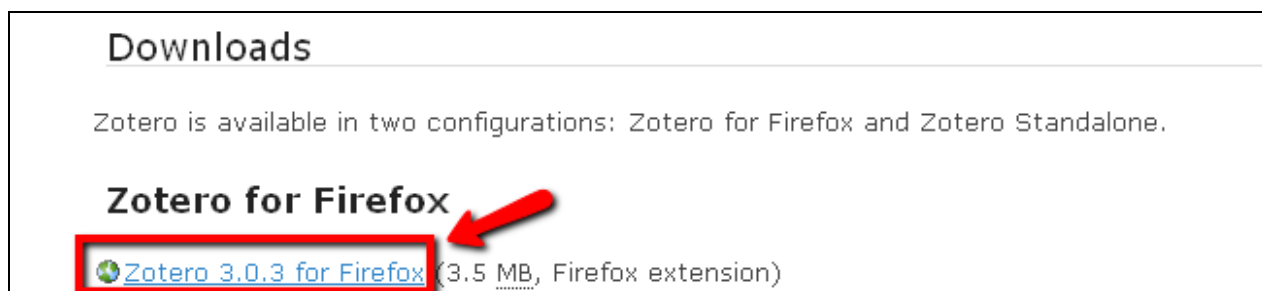 Downloads
Zotero is available in two configurations: Zotero for Firefox and Zotero Standalone.
Zotero for Firefox
Zotero 3.0.3 for Firefox (3.5 MB, Firefox extension)